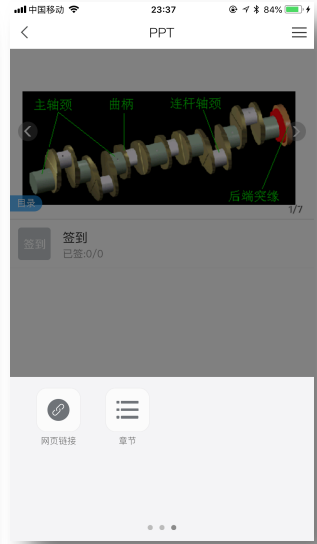 中国移动
23:37
84%
PPT
主轴颈
曲柄
连杆轴颈
后端突缘
目录
1/7
签到
签到
已签:0/0
网页链接
章节